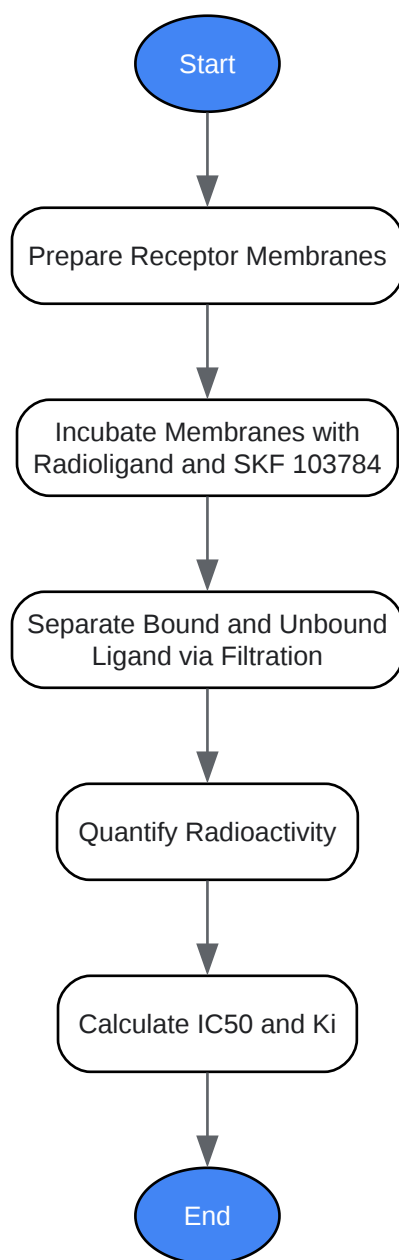 Start
Prepare Receptor Membranes
Incubate Membranes with
Radioligand and SKF 103784
Separate Bound and Unbound
Ligand via Filtration
Quantify Radioactivity
Calculate IC50 and Ki
End